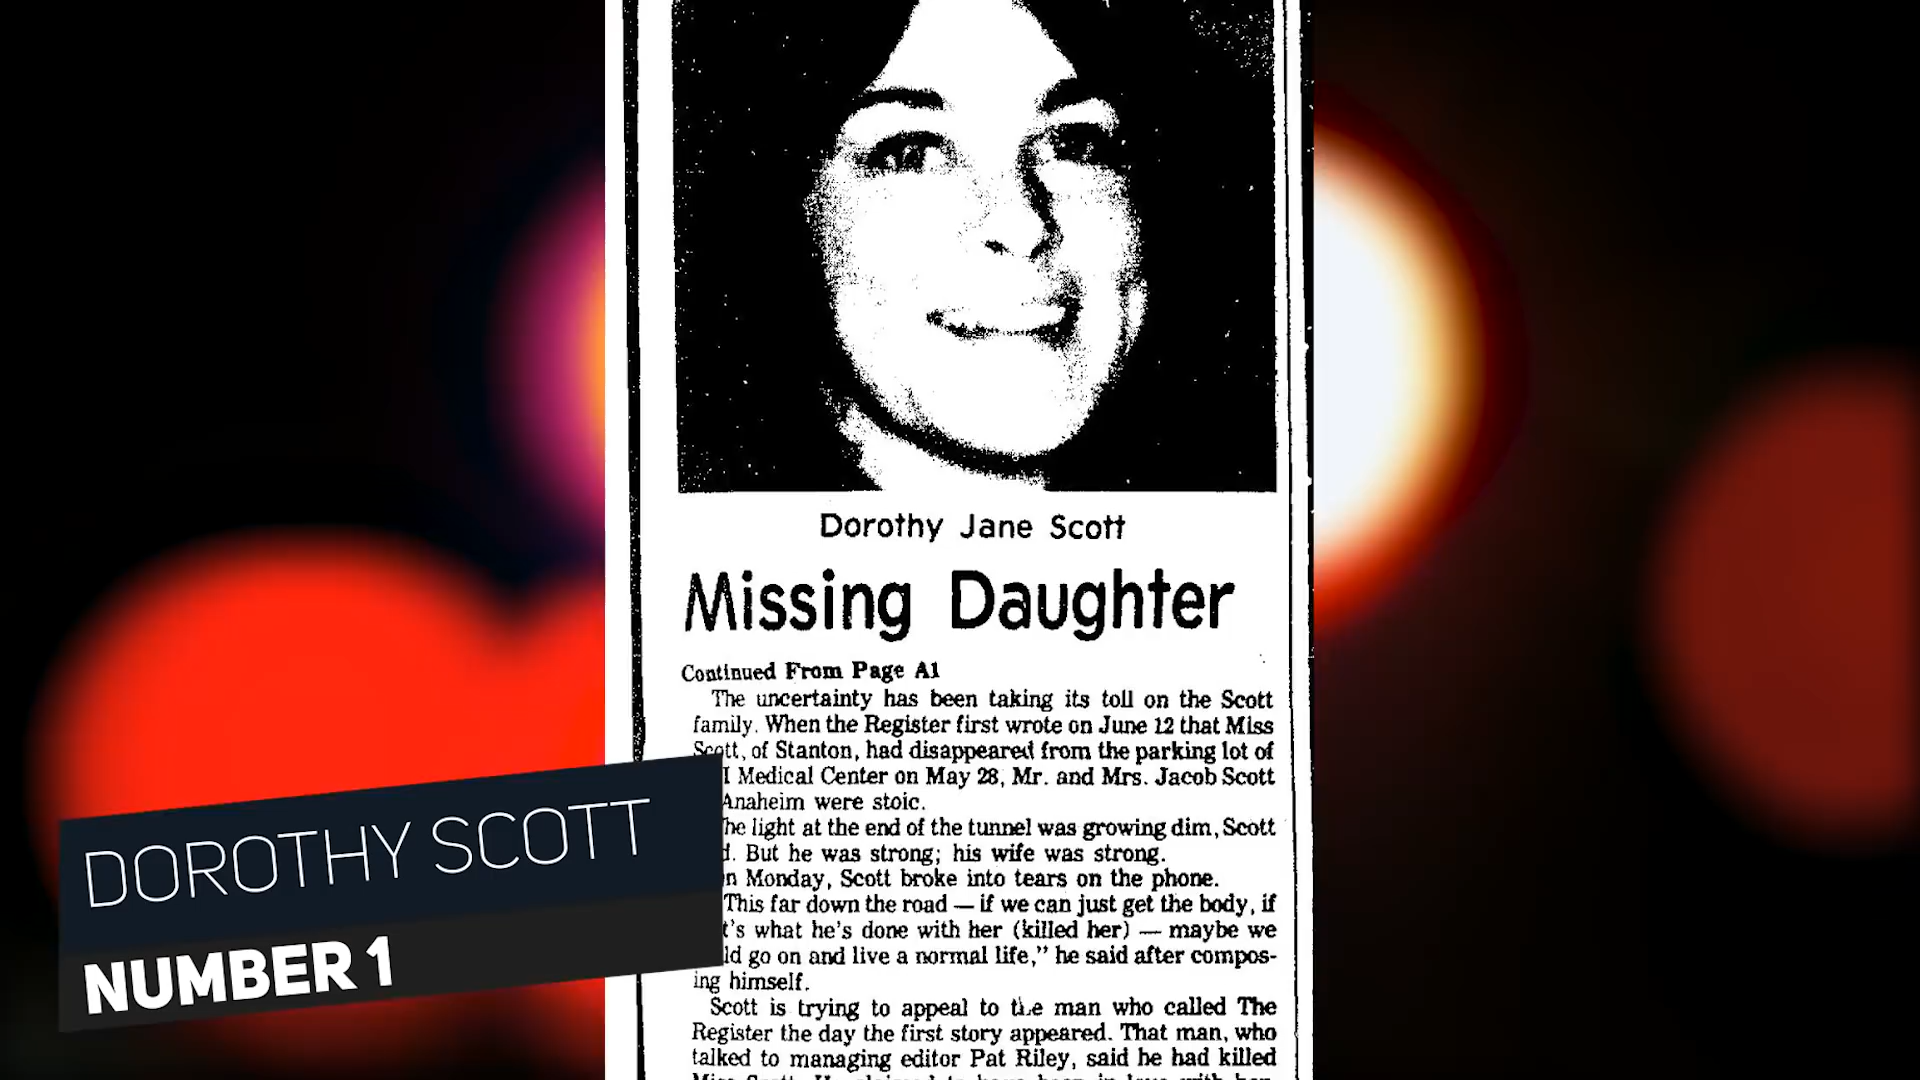 Dorothy Jane Scott
Missing Daughter
Continued From Page A1
The uncertainty has been taking its toll on the Scott
family. When the Register first wrote on June 12 that Miss
Scott, of Stanton, had disappeared from the parking lot of
Medical Center on May 28, Mr. and Mrs. Jacob Scott
Anaheim were stoic.
he light at the end of the tunnel was growing dim, Scott
d. But he was strong; his wife was strong.
n Monday, Scott broke into tears on the phone.
This far down the road — if we can just get the body, if
t's what he's done with her (killed her) — maybe we
ld go on and live a normal life," he said after compos-
ing himself.
Scott is trying to appeal to the man who called The
Register the day the first story appeared. That man, who
talked to managing editor Pat Riley, said he had killed
DOROTHY SCOTT
NUMBER 1